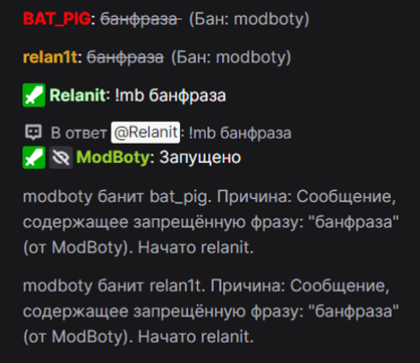 BAT_PIG: банфраза (Бан: modboty)
relan1t: банфраза (Бан: modboty)
Relanit: !mb банфраза
В ответ @Relanit: !mb банфраза
ModBoty: Запущено
modboty банит bat_pig. Причина: Сообщение,
содержащее запрещённую фразу: "банфраза"
(от ModBoty). Начато relanit.
modboty банит relan1t. Причина: Сообщение,
содержащее запрещённую фразу: "банфраза"
(от ModBoty). Начато relanit.